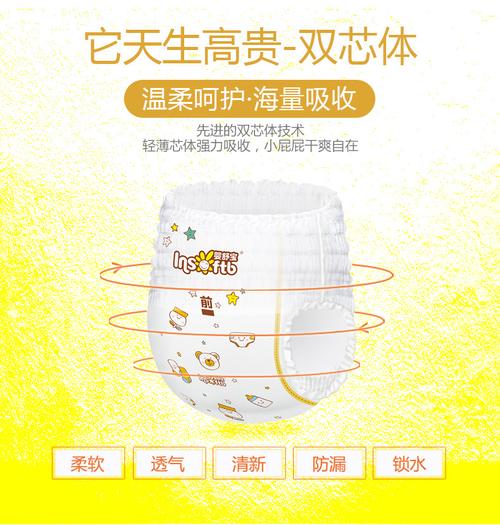 它天生高贵-双芯体
温柔呵护·海量吸收
先进的双芯体技术
轻薄芯体强力吸收，小屁屁干爽自在
婴舒宝®
Insoftb
前
柔软
透气
清新
防漏
锁水